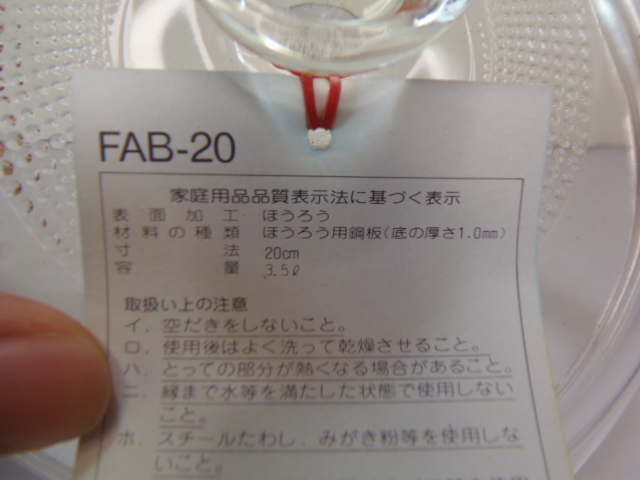 FAB-20
家庭用品品質表示法に基づく表示
表面加工 ほうろう
材料の種類 ほうろう用鋼板(底の厚さ1.0mm)
寸法 20cm
容量 3.5ℓ
取扱い上の注意
イ. 空だきをしないこと。
ロ. 使用後はよく洗って乾燥させること。
ハ. とっての部分が熱くなる場合があること。
ニ. 縁まで水等を満たした状態で使用しない
こと。
ホ. スチールたわし、みがき粉等を使用しな
いこと。